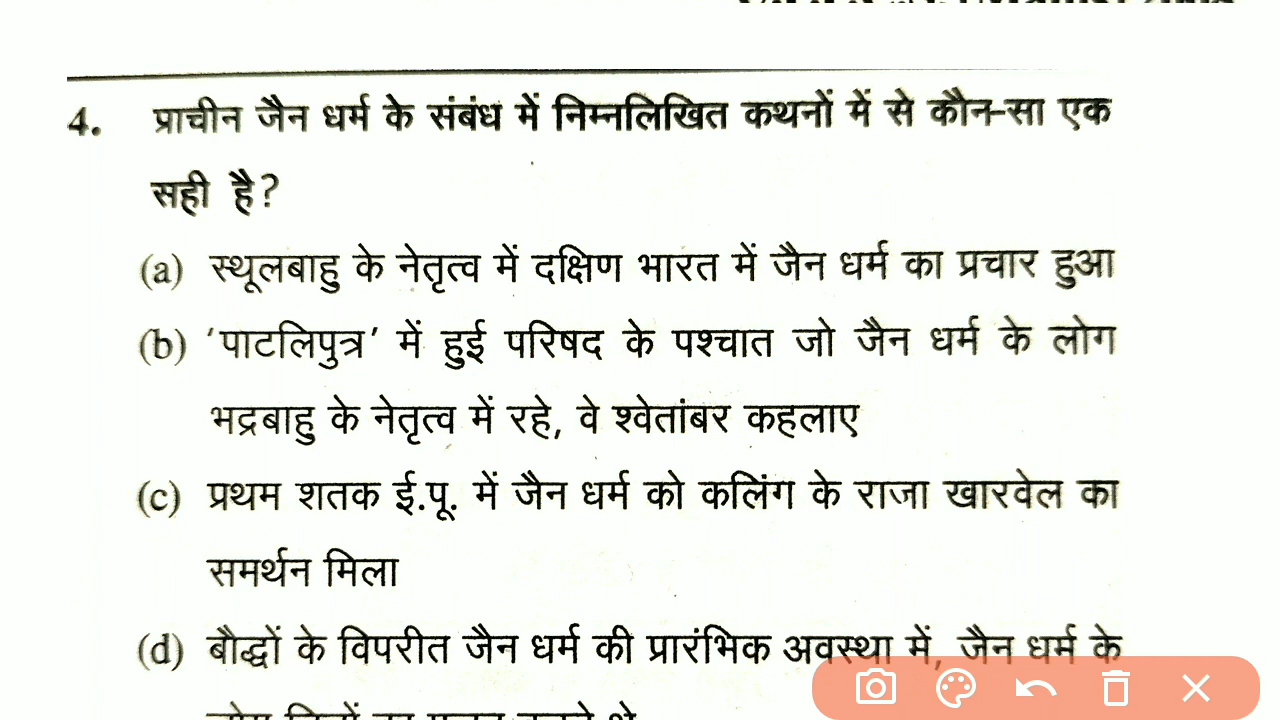 4. प्राचीन जैन धर्म के संबंध में निम्नलिखित कथनों में से कौन-सा एक
सही है?
(a) स्थूलबाहु के नेतृत्व में दक्षिण भारत में जैन धर्म का प्रचार हुआ
(b) 'पाटलिपुत्र' में हुई परिषद के पश्चात जो जैन धर्म के लोग
भद्रबाहु के नेतृत्व में रहे, वे श्वेतांबर कहलाए
(c) प्रथम शतक ई.पू. में जैन धर्म को कलिंग के राजा खारवेल का
समर्थन मिला
(d) बौद्धों के विपरीत जैन धर्म की प्रारंभिक अवस्था में, जैन धर्म के